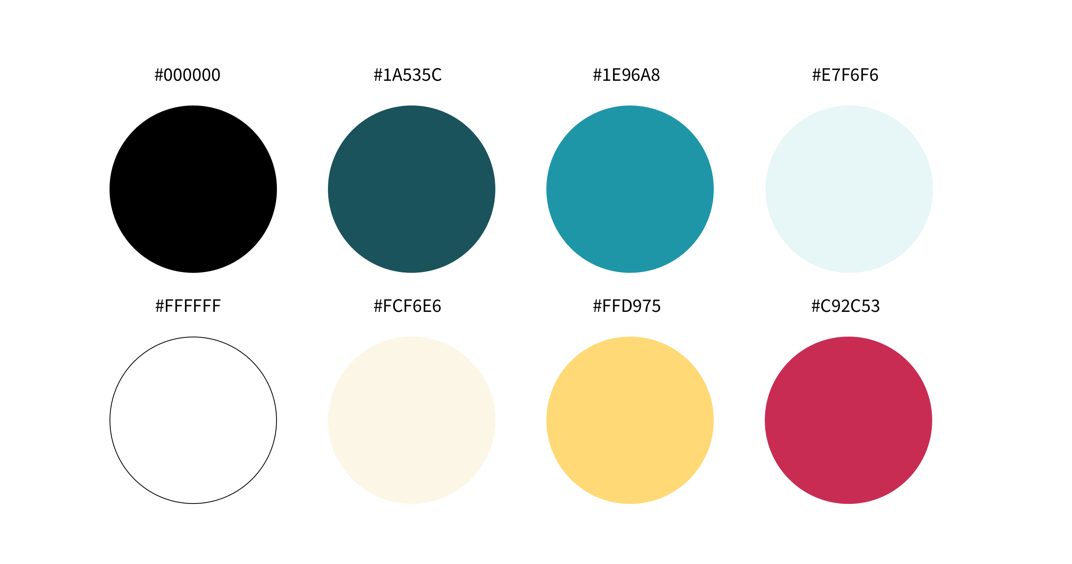 #000000
#1A535C
#1E96A8
#E7F6F6
#FFFFFF
#FCF6E6
#FFD975
#C92C53